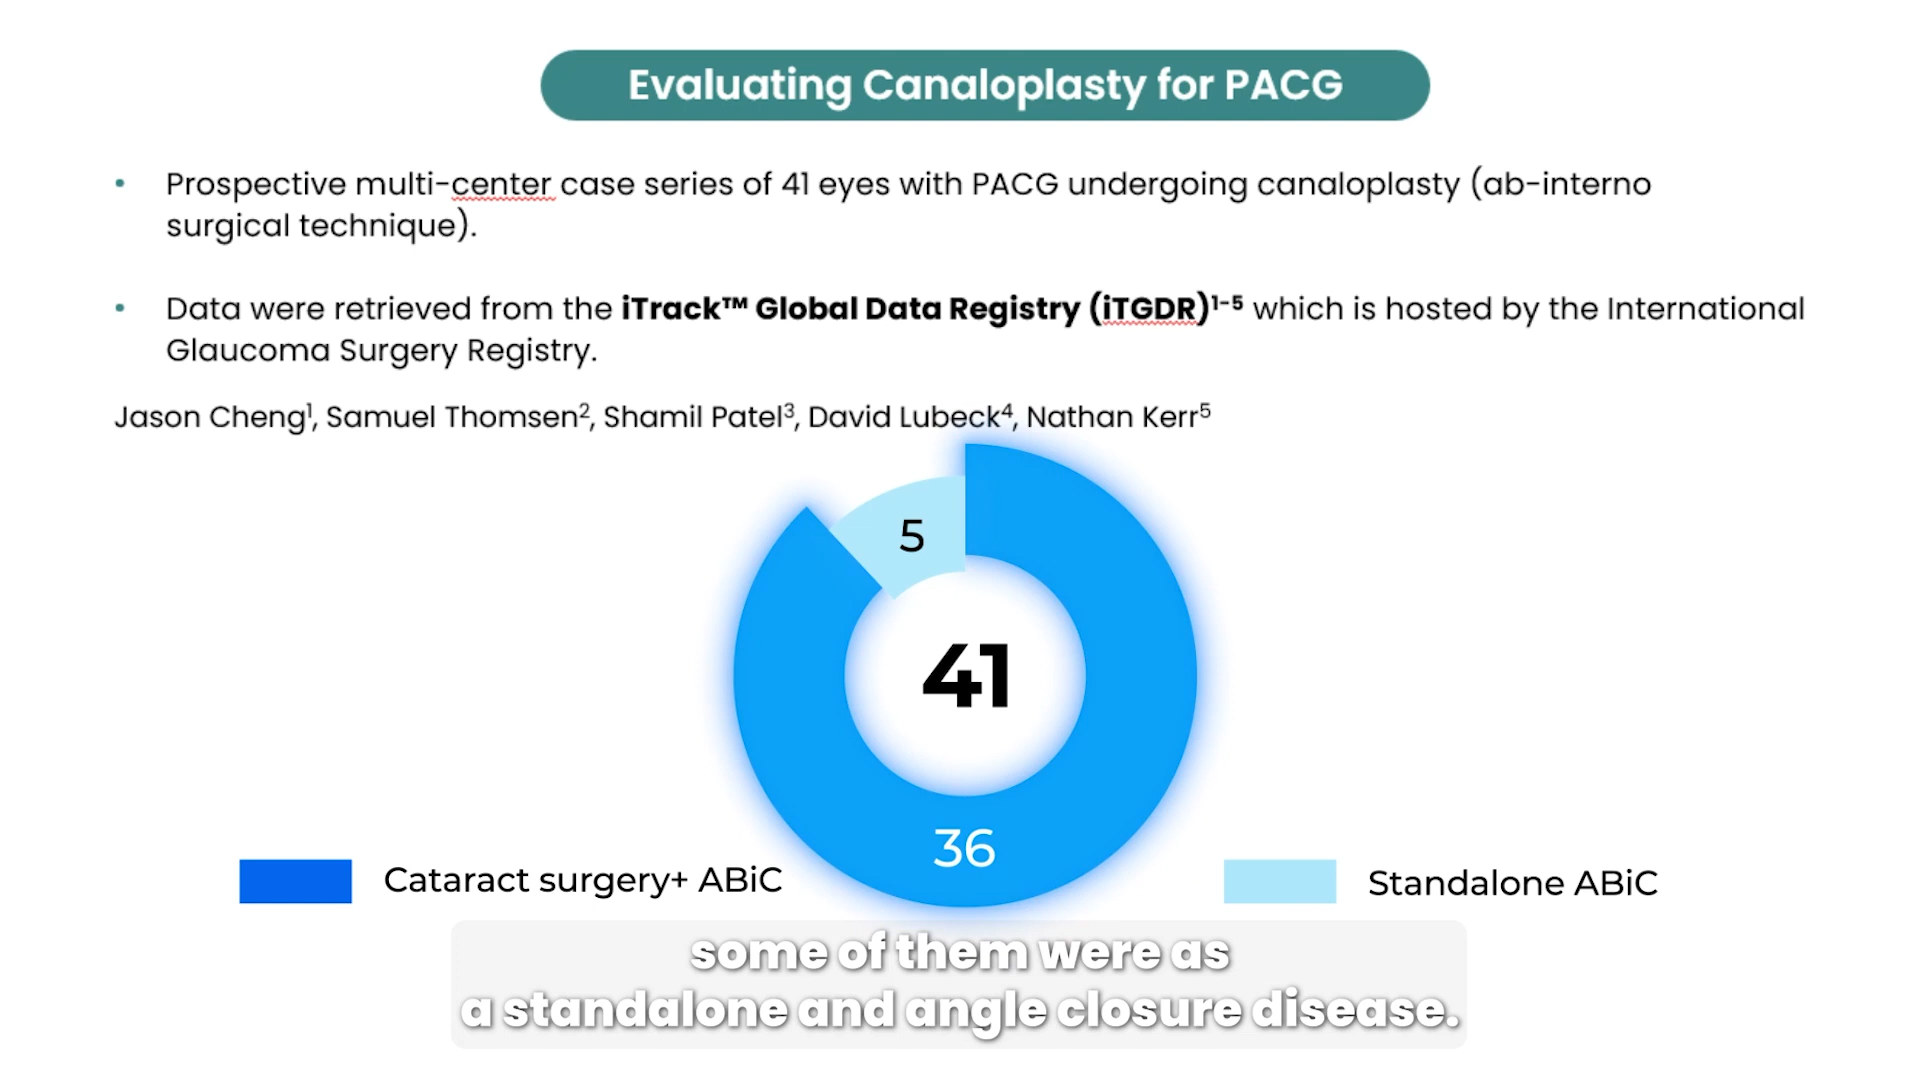 Evaluating Canaloplasty for PACG
• Prospective multi-center case series of 41 eyes with PACG undergoing canaloplasty (ab-interno
surgical technique).
• Data were retrieved from the iTrack™ Global Data Registry (iTGDR)¹⁻⁵ which is hosted by the International
Glaucoma Surgery Registry.
Jason Cheng¹, Samuel Thomsen², Shamil Patel³, David Lubeck⁴, Nathan Kerr⁵
5
41
36
Cataract surgery+ ABiC
Standalone ABiC
some of them were as
a standalone and angle closure disease.